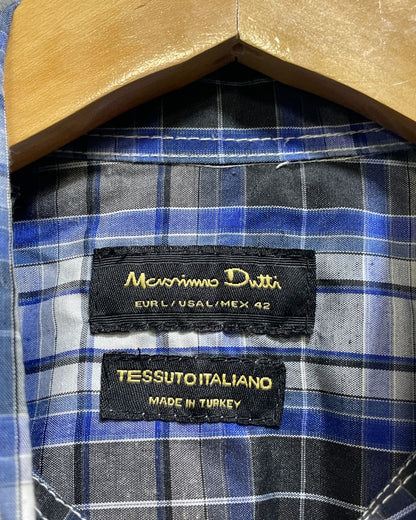 Massimo Dutti
EUR L / USA L / MEX 42
TESSUTO ITALIANO
MADE IN TURKEY